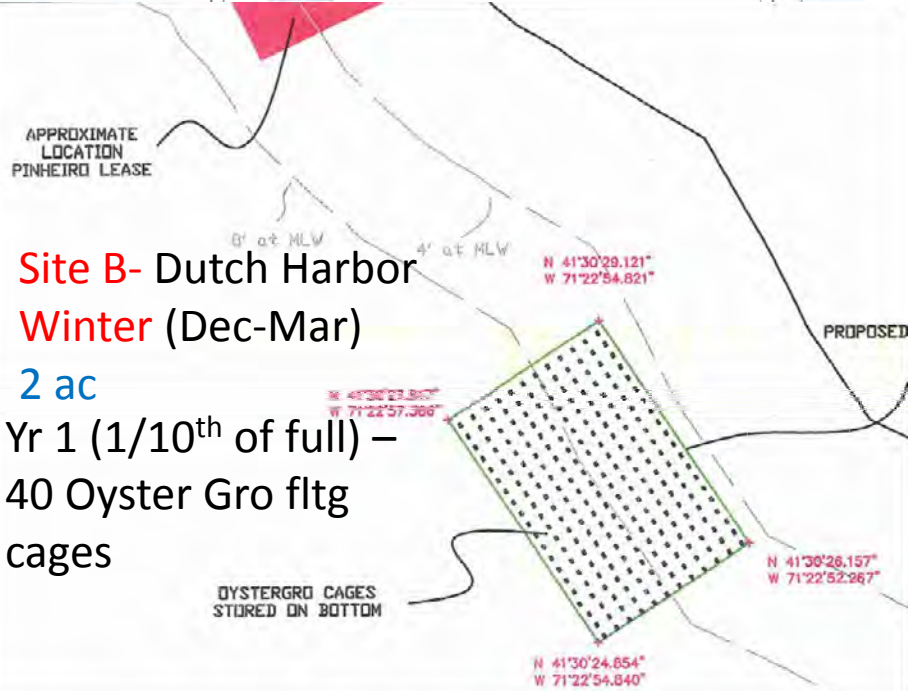 APPROXIMATE
LOCATION
PINHEIRO LEASE
8' at MLW
4' at MLW
N 41°30'29.121"
W 71°22'54.821"
Site B- Dutch Harbor
Winter (Dec-Mar)
2 ac
PROPOSED
W 71°22'57.366"
Yr 1 (1/10th of full) –
40 Oyster Gro fltg
cages
OYSTERGRO CAGES
STORED ON BOTTOM
N 41°30'26.157"
W 71°22'52.267"
N 41°30'24.854"
W 71°22'54.840"